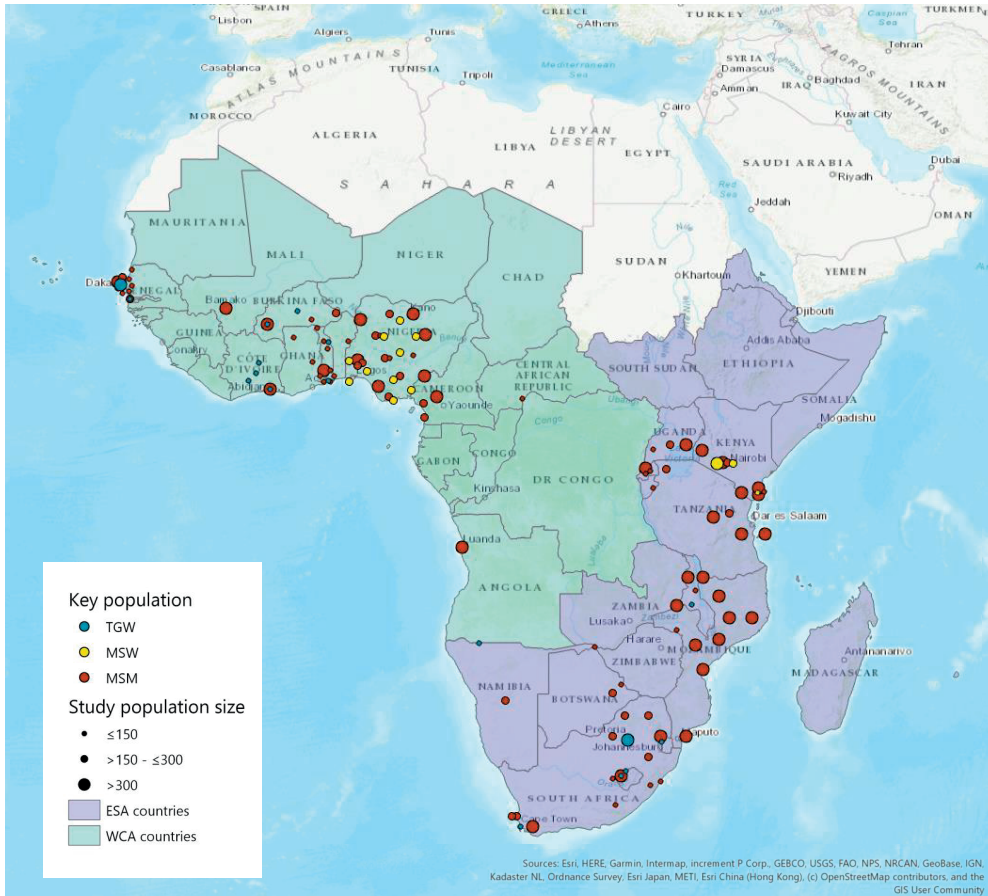 SPAIN
Lisbon
GREECE
Athens
TURKEY
Caspian
Sea
Tehran
Algiers
Tunis
Casablanca
ATLAS MOUNTAINS
TUNISIA
Tripoli
Mediterranean
Sea
SYRIA
Damascus
Amman
IRAQ
Baghdad
ZAGROS MOUNTAINS
IRAN
MOROCCO
Cairo
Kuwait City
ALGERIA
LIBYA
LIBYAN
DESERT
EGYPT
SAUDI ARABIA
Riyadh
Dubai
SAHARA
Red
Sea
Jeddah
OMAN
MAURITANIA
MALI
NIGER
CHAD
SUDAN
Khartoum
YEMEN
Djibouti
Bamako
BURKINA FASO
NIGERIA
Benue
Addis Ababa
ETHIOPIA
GUINEA
Conakry
CÔTE
D'IVOIRE
GHANA
Abidjan
Lagos
CAMEROON
Yaounde
CENTRAL
AFRICAN
REPUBLIC
SOUTH SUDAN
SOMALIA
Mogadishu
Congo
UGANDA
KENYA
Nairobi
GABON
CONGO
DR CONGO
Kinshasa
TANZANIA
Dar es Salaam
Luanda
ANGOLA
ZAMBIA
Lusaka
Zambezi
Harare
MOZAMBIQUE
ZIMBABWE
Antananarivo
MADAGASCAR
NAMIBIA
BOTSWANA
Pretoria
Johannesburg
Maputo
SOUTH AFRICA
Cape Town
Key population
TGW
MSW
MSM
Study population size
≤150
>150 - ≤300
>300
ESA countries
WCA countries
Sources: Esri, HERE, Garmin, Intermap, increment P Corp., GEBCO, USGS, FAO, NPS, NRCAN, GeoBase, IGN,
Kadaster NL, Ordnance Survey, Esri Japan, METI, Esri China (Hong Kong), (c) OpenStreetMap contributors, and the
GIS User Community